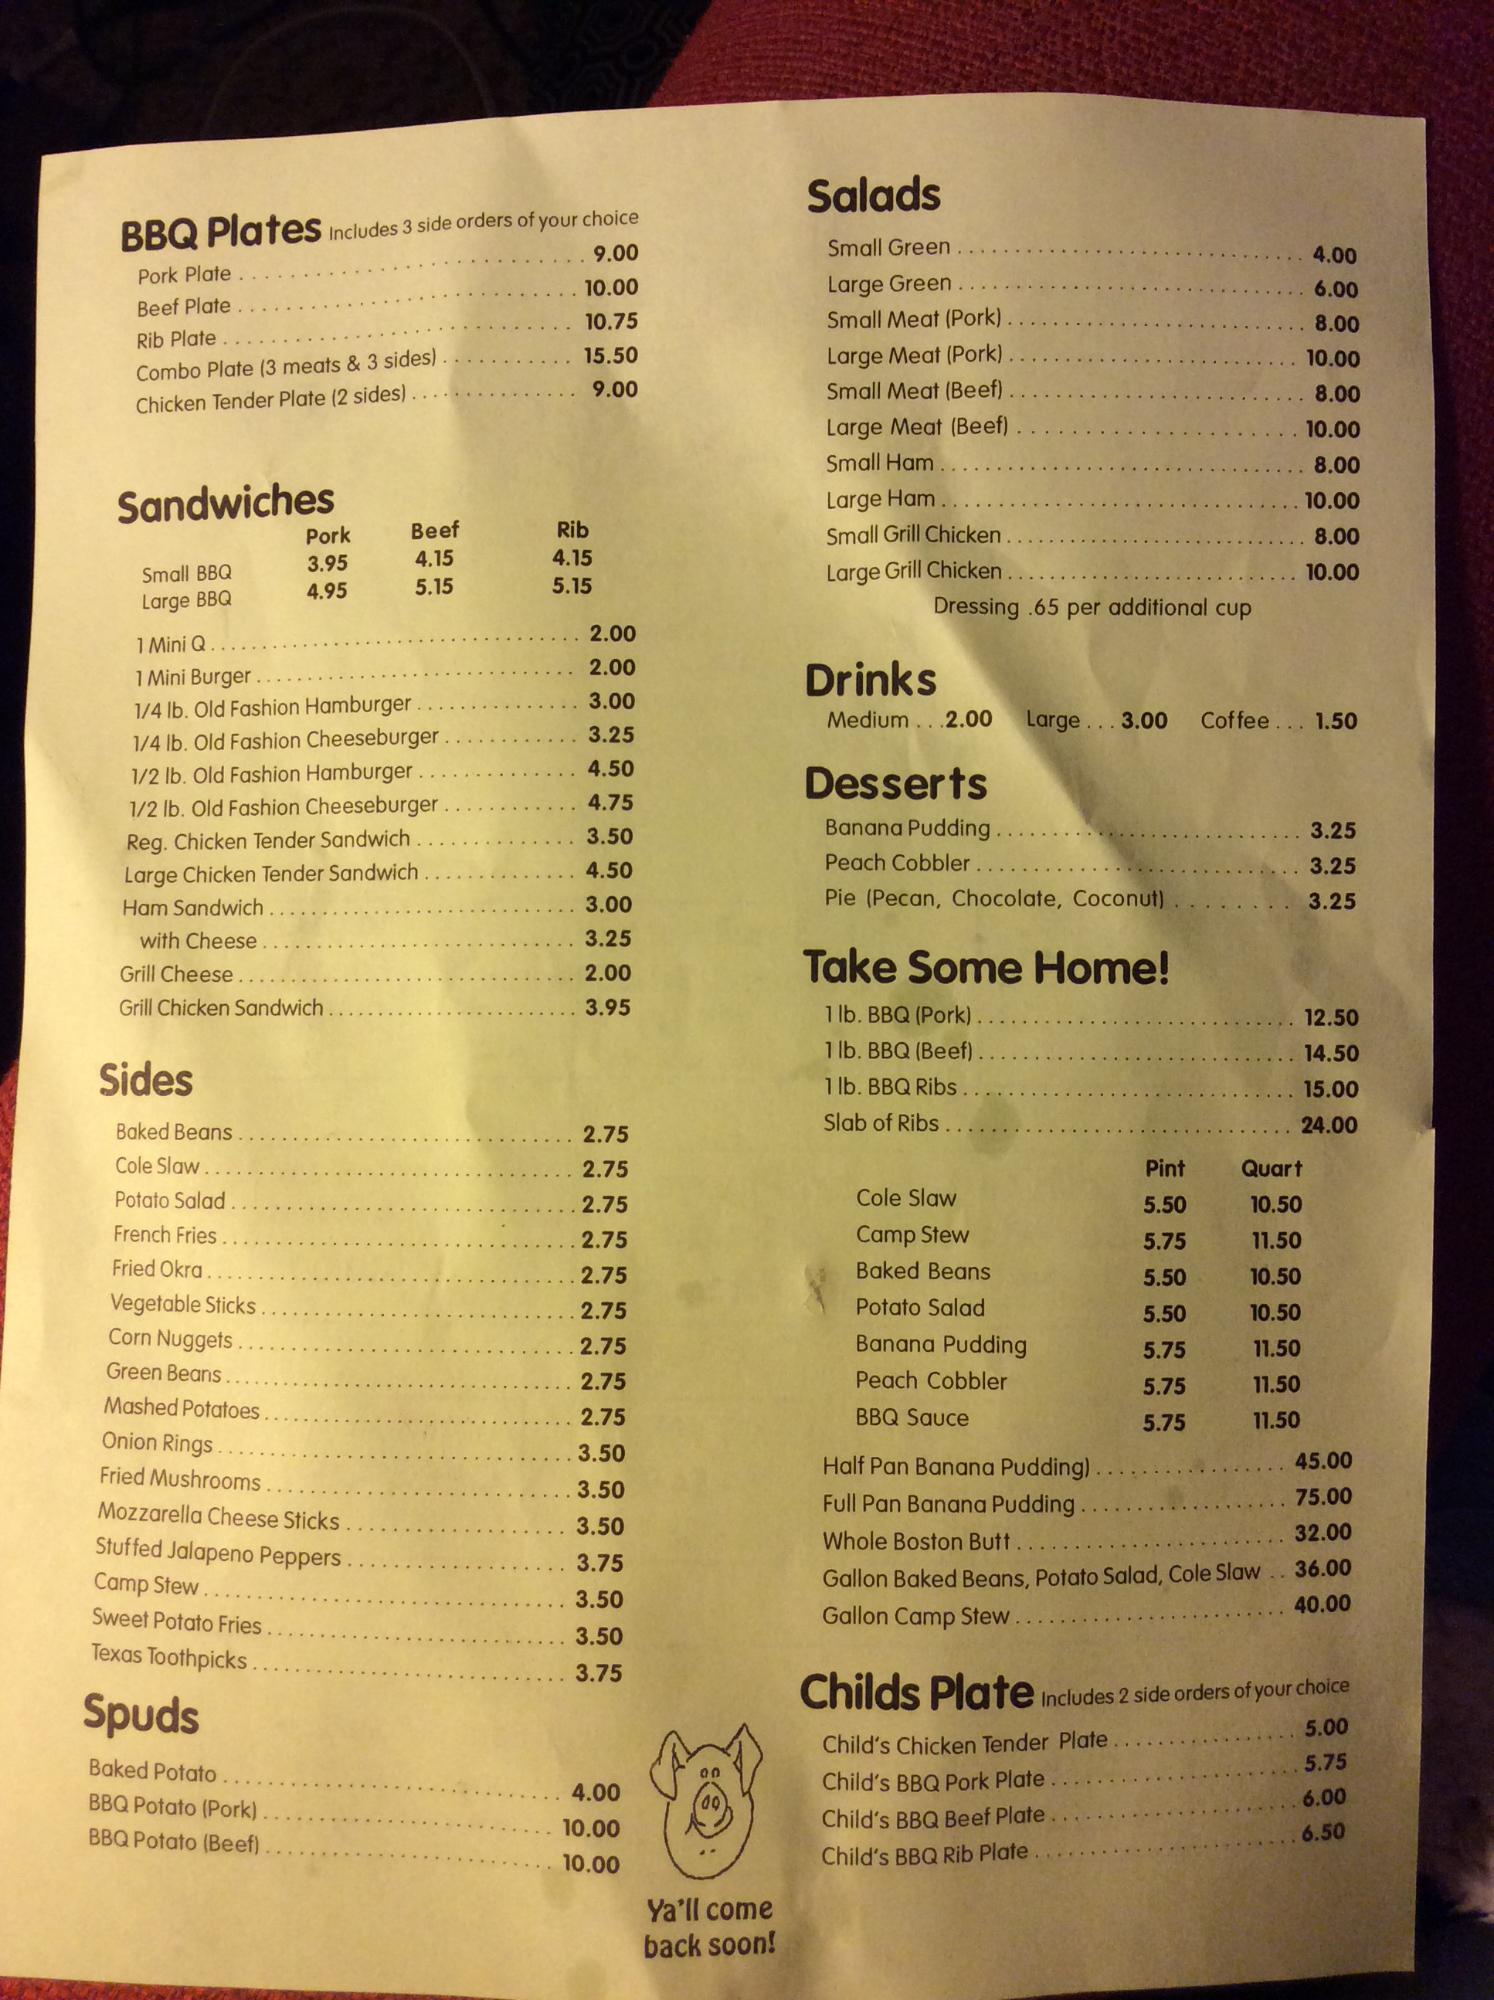 BBQ Plates Includes 3 side orders of your choice
Pork Plate 9.00
Beef Plate 10.00
Rib Plate 10.75
Combo Plate (3 meats & 3 sides) 15.50
Chicken Tender Plate (2 sides) 9.00
Sandwiches
Pork Beef Rib
Small BBQ 3.95 4.15 4.15
Large BBQ 4.95 5.15 5.15
1 Mini Q 2.00
1 Mini Burger 2.00
1/4 lb. Old Fashion Hamburger 3.00
1/4 lb. Old Fashion Cheeseburger 3.25
1/2 lb. Old Fashion Hamburger 4.50
1/2 lb. Old Fashion Cheeseburger 4.75
Reg. Chicken Tender Sandwich 3.50
Large Chicken Tender Sandwich 4.50
Ham Sandwich 3.00
with Cheese 3.25
Grill Cheese 2.00
Grill Chicken Sandwich 3.95
Sides
Baked Beans 2.75
Cole Slaw 2.75
Potato Salad 2.75
French Fries 2.75
Fried Okra 2.75
Vegetable Sticks 2.75
Corn Nuggets 2.75
Green Beans 2.75
Mashed Potatoes 2.75
Onion Rings 3.50
Fried Mushrooms 3.50
Mozzarella Cheese Sticks 3.50
Stuffed Jalapeno Peppers 3.75
Camp Stew 3.50
Sweet Potato Fries 3.50
Texas Toothpicks 3.75
Spuds
Baked Potato 4.00
BBQ Potato (Pork) 10.00
BBQ Potato (Beef) 10.00
Ya'll come
back soon!
Salads
Small Green 4.00
Large Green 6.00
Small Meat (Pork) 8.00
Large Meat (Pork) 10.00
Small Meat (Beef) 8.00
Large Meat (Beef) 10.00
Small Ham 8.00
Large Ham 10.00
Small Grill Chicken 8.00
Large Grill Chicken 10.00
Dressing .65 per additional cup
Drinks
Medium ...2.00 Large ... 3.00 Coffee ... 1.50
Desserts
Banana Pudding 3.25
Peach Cobbler 3.25
Pie (Pecan, Chocolate, Coconut) 3.25
Take Some Home!
1 lb. BBQ (Pork) 12.50
1 lb. BBQ (Beef) 14.50
1 lb. BBQ Ribs 15.00
Slab of Ribs 24.00
Pint Quart
Cole Slaw 5.50 10.50
Camp Stew 5.75 11.50
Baked Beans 5.50 10.50
Potato Salad 5.50 10.50
Banana Pudding 5.75 11.50
Peach Cobbler 5.75 11.50
BBQ Sauce 5.75 11.50
Half Pan Banana Pudding) 45.00
Full Pan Banana Pudding 75.00
Whole Boston Butt 32.00
Gallon Baked Beans, Potato Salad, Cole Slaw .. 36.00
Gallon Camp Stew 40.00
Childs Plate Includes 2 side orders of your choice
Child's Chicken Tender Plate 5.00
Child's BBQ Pork Plate 5.75
Child's BBQ Beef Plate 6.00
Child's BBQ Rib Plate 6.50